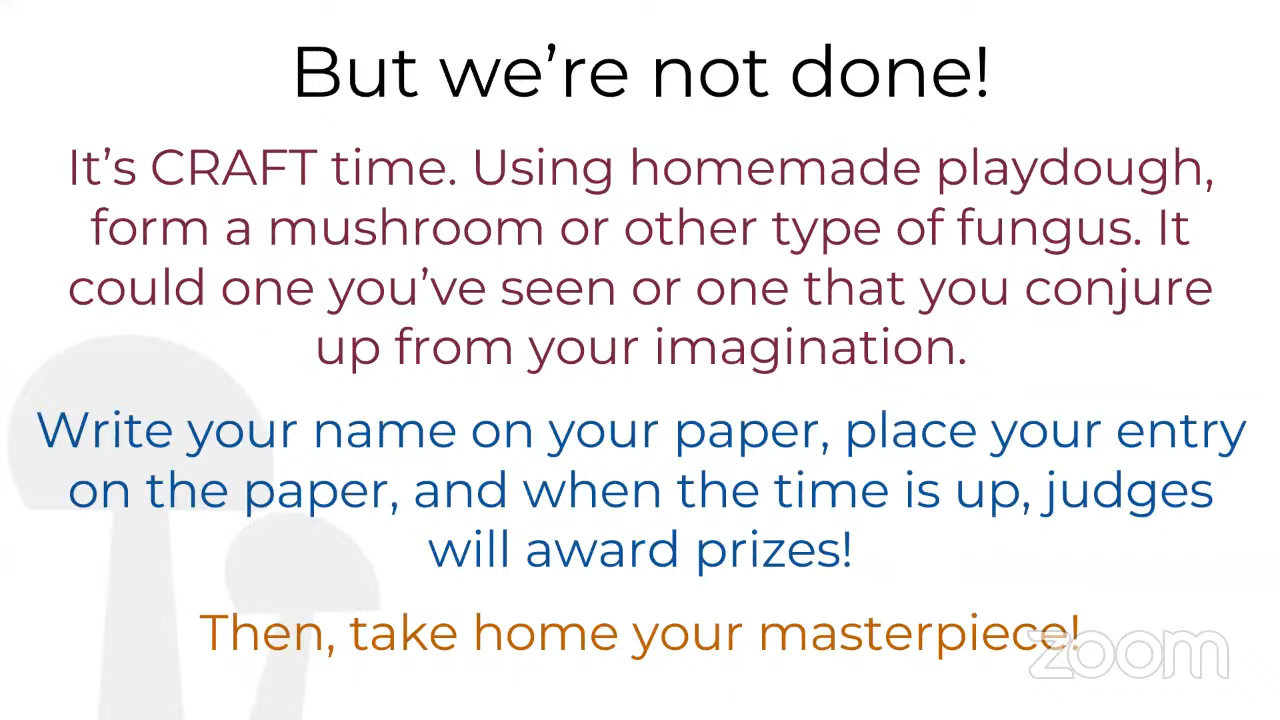 But we’re not done!
It’s CRAFT time. Using homemade playdough,
form a mushroom or other type of fungus. It
could one you’ve seen or one that you conjure
up from your imagination.
Write your name on your paper, place your entry
on the paper, and when the time is up, judges
will award prizes!
Then, take home your masterpiece!
zoom